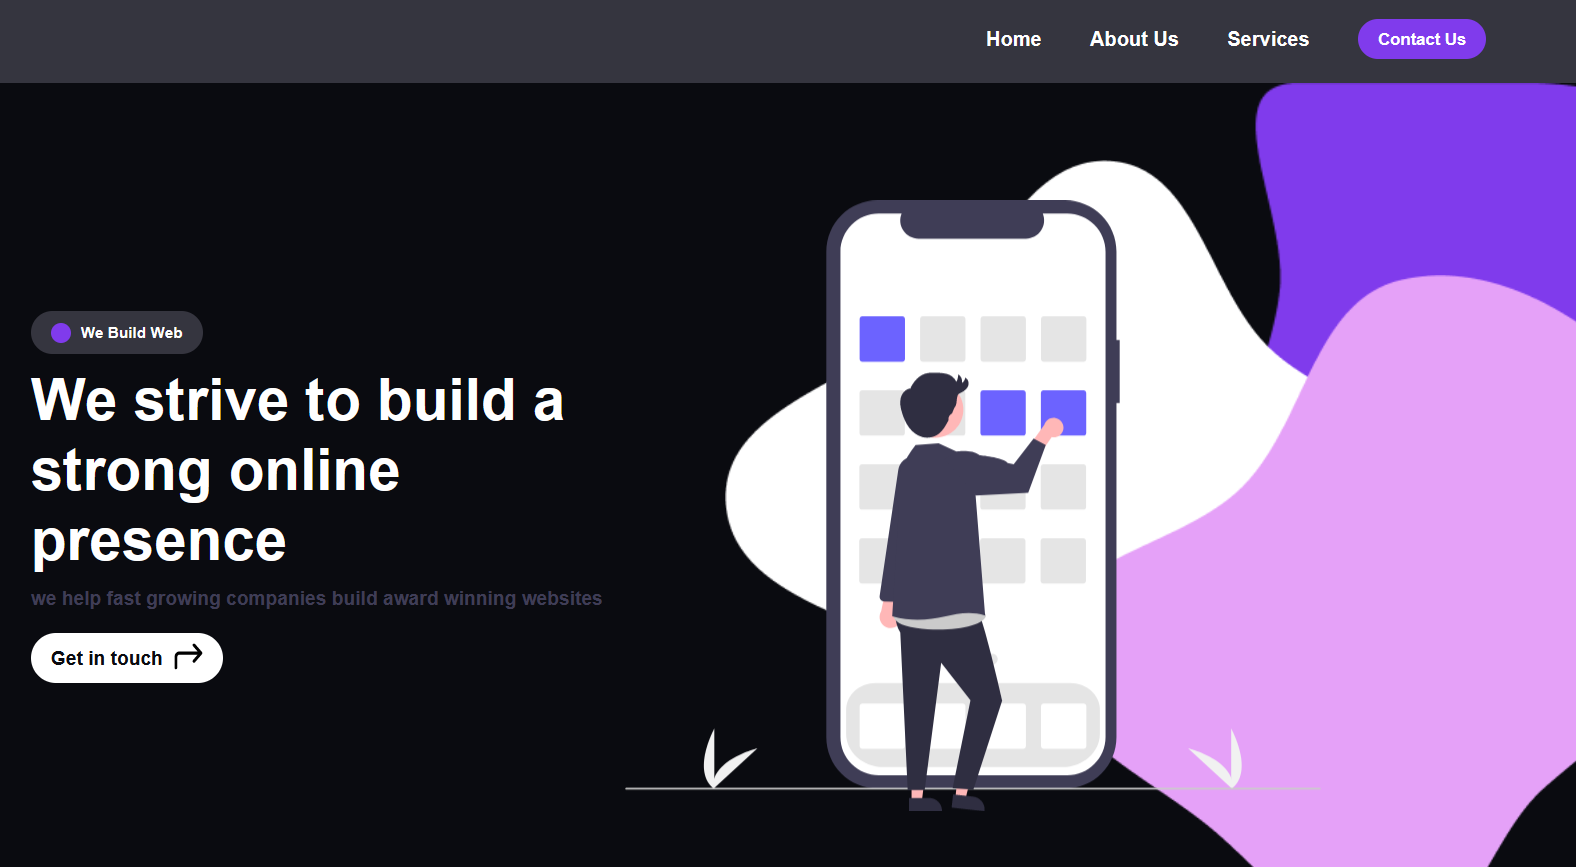 Home About Us Services Contact Us
We Build Web
We strive to build a
strong online
presence
we help fast growing companies build award winning websites
Get in touch